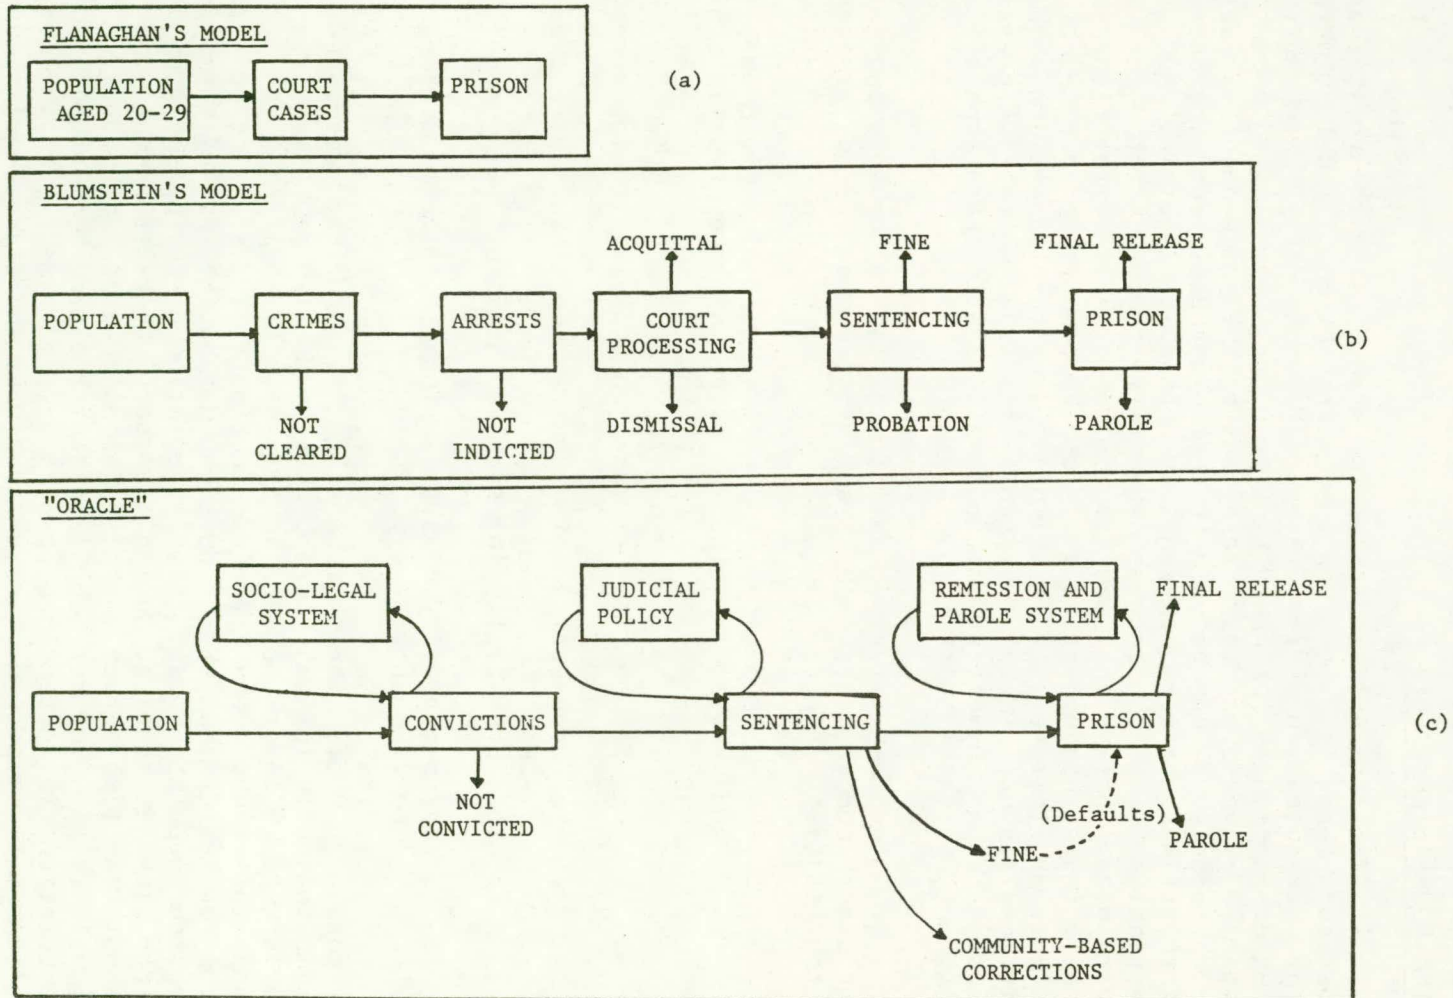 FLANAGHAN'S MODEL
POPULATION
AGED 20-29
COURT
CASES
PRISON
(a)
BLUMSTEIN'S MODEL
ACQUITTAL
FINE
FINAL RELEASE
POPULATION
CRIMES
ARRESTS
COURT
PROCESSING
SENTENCING
PRISON
(b)
NOT
CLEARED
NOT
INDICTED
DISMISSAL
PROBATION
PAROLE
"ORACLE"
SOCIO-LEGAL
SYSTEM
JUDICIAL
POLICY
REMISSION AND
PAROLE SYSTEM
FINAL RELEASE
POPULATION
CONVICTIONS
SENTENCING
PRISON
(c)
NOT
CONVICTED
(Defaults)
FINE
PAROLE
COMMUNITY-BASED
CORRECTIONS